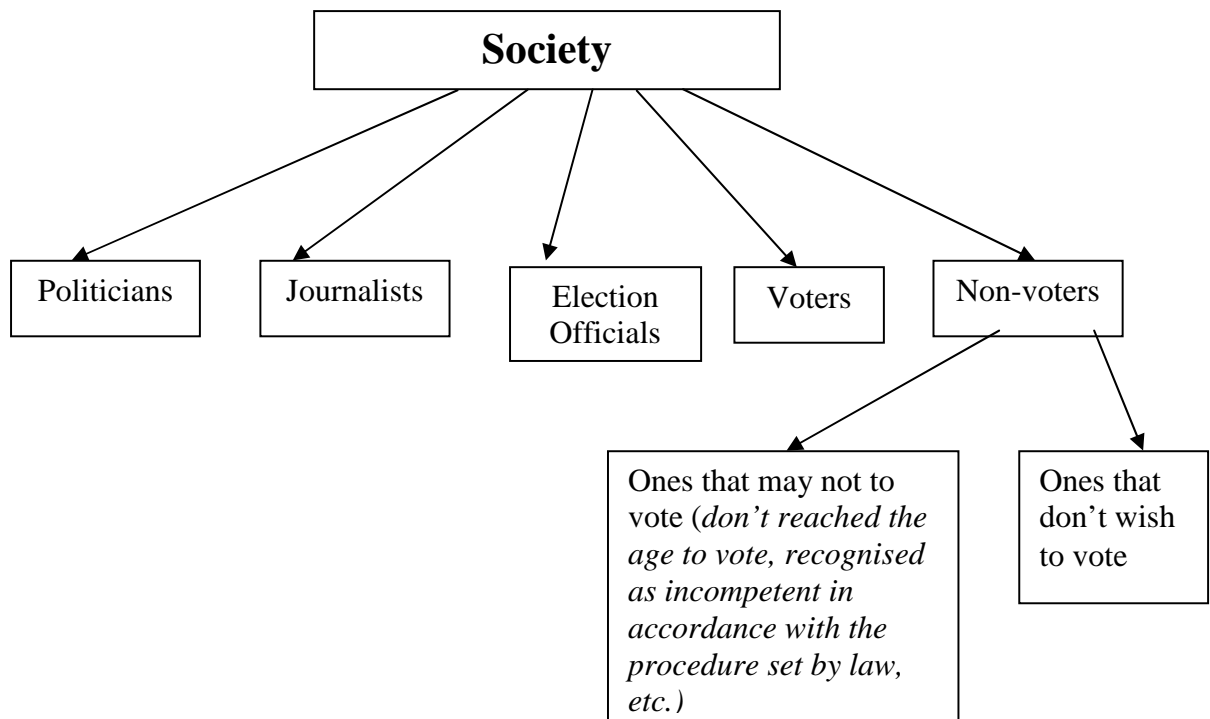 Society
Politicians
Journalists
Election
Officials
Voters
Non-voters
Ones that may not to
vote (don’t reached the
age to vote, recognised
as incompetent in
accordance with the
procedure set by law,
etc.)
Ones that
don’t wish
to vote